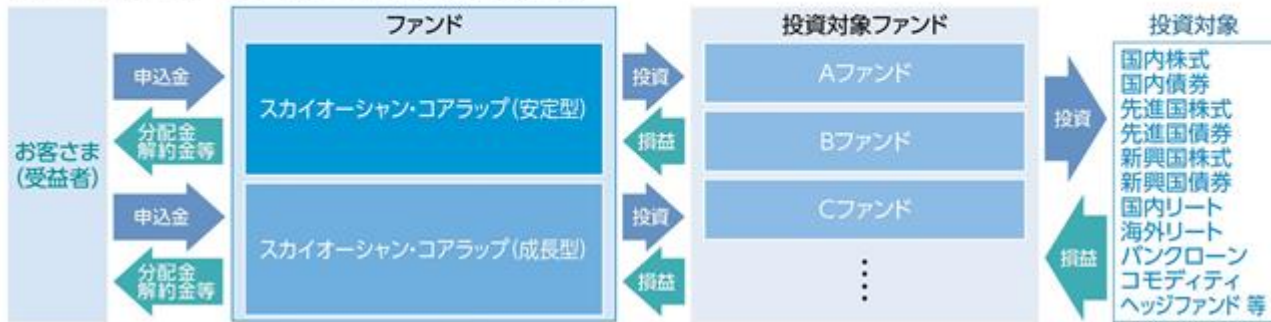 ファンド
投資対象ファンド
投資対象
お客さま
(受益者)
申込金
分配金
解約金等
申込金
分配金
解約金等
スカイオーシャン・コアラップ(安定型)
スカイオーシャン・コアラップ(成長型)
投資
損益
投資
損益
Aファンド
Bファンド
Cファンド
投資
損益
国内株式
国内債券
先進国株式
先進国債券
新興国株式
新興国債券
国内リート
海外リート
バンクローン
コモディティ
ヘッジファンド 等